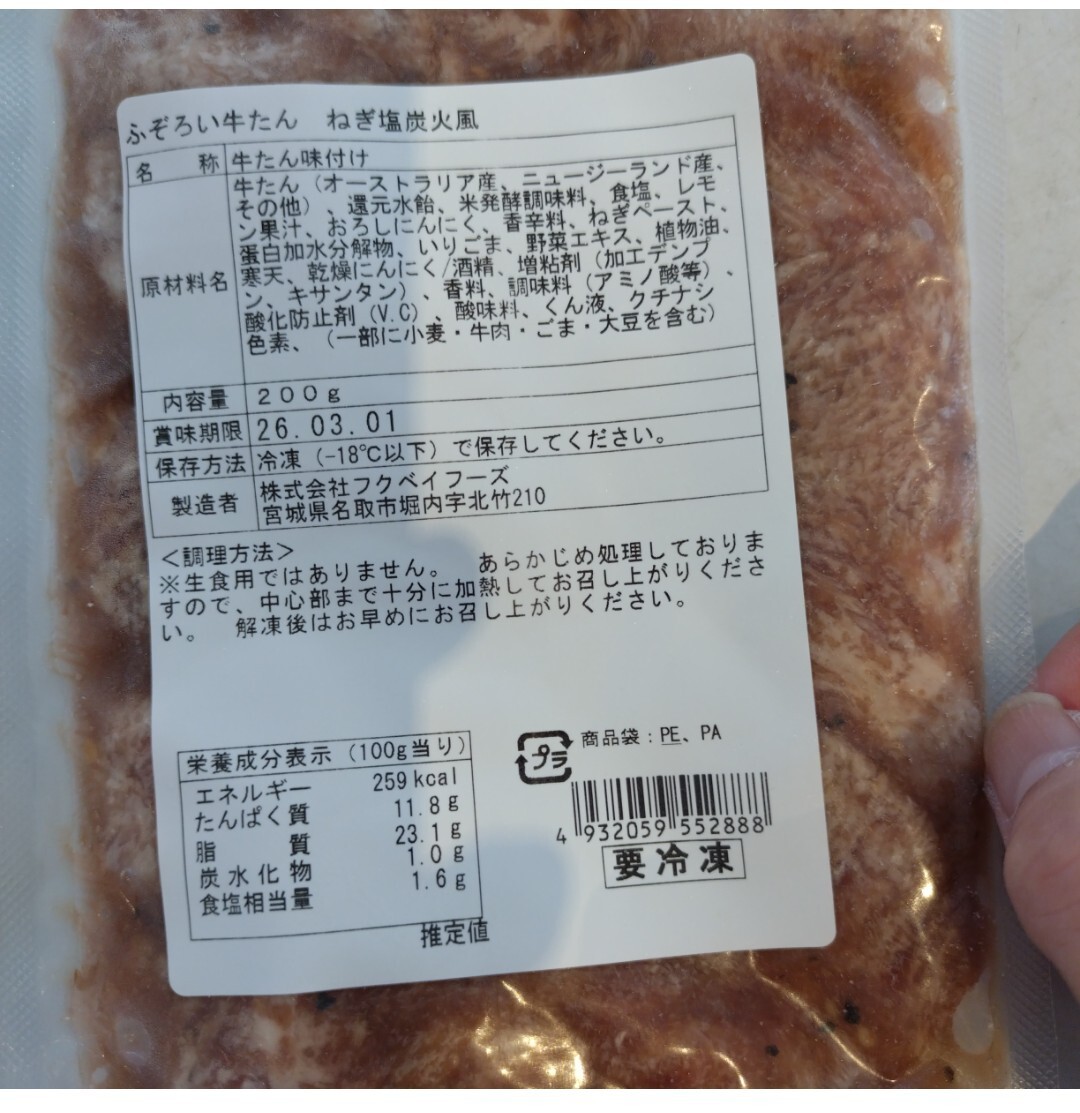 ふぞろい牛たん ねぎ塩炭火風
名称 牛たん味付け
原材料名
牛たん（オーストラリア産、ニュージーランド産、
その他）、還元水飴、米発酵調味料、食塩、レモ
ン果汁、おろしにんにく、香辛料、ねぎペースト、
蛋白加水分解物、いりごま、野菜エキス、植物油、
寒天、乾燥にんにく/酒精、増粘剤（加工デンプ
ン、キサンタン）、香料、調味料（アミノ酸等）、
酸化防止剤（V.C）、酸味料、くん液、クチナシ
色素、（一部に小麦・牛肉・ごま・大豆を含む）
内容量 200g
賞味期限 26.03.01
保存方法 冷凍（-18℃以下）で保存してください。
製造者 株式会社フクベイフーズ
宮城県名取市堀内字北竹210
＜調理方法＞
※生食用ではありません。 あらかじめ処理しておりま
すので、中心部まで十分に加熱してお召し上がりくださ
い。 解凍後はお早めにお召し上がりください。
栄養成分表示（100g当り）
エネルギー 259kcal
たんぱく質 11.8g
脂質 23.1g
炭水化物 1.0g
食塩相当量 1.6g
推定値
プラ 商品袋：PE、PA
4 932059 552888
要冷凍